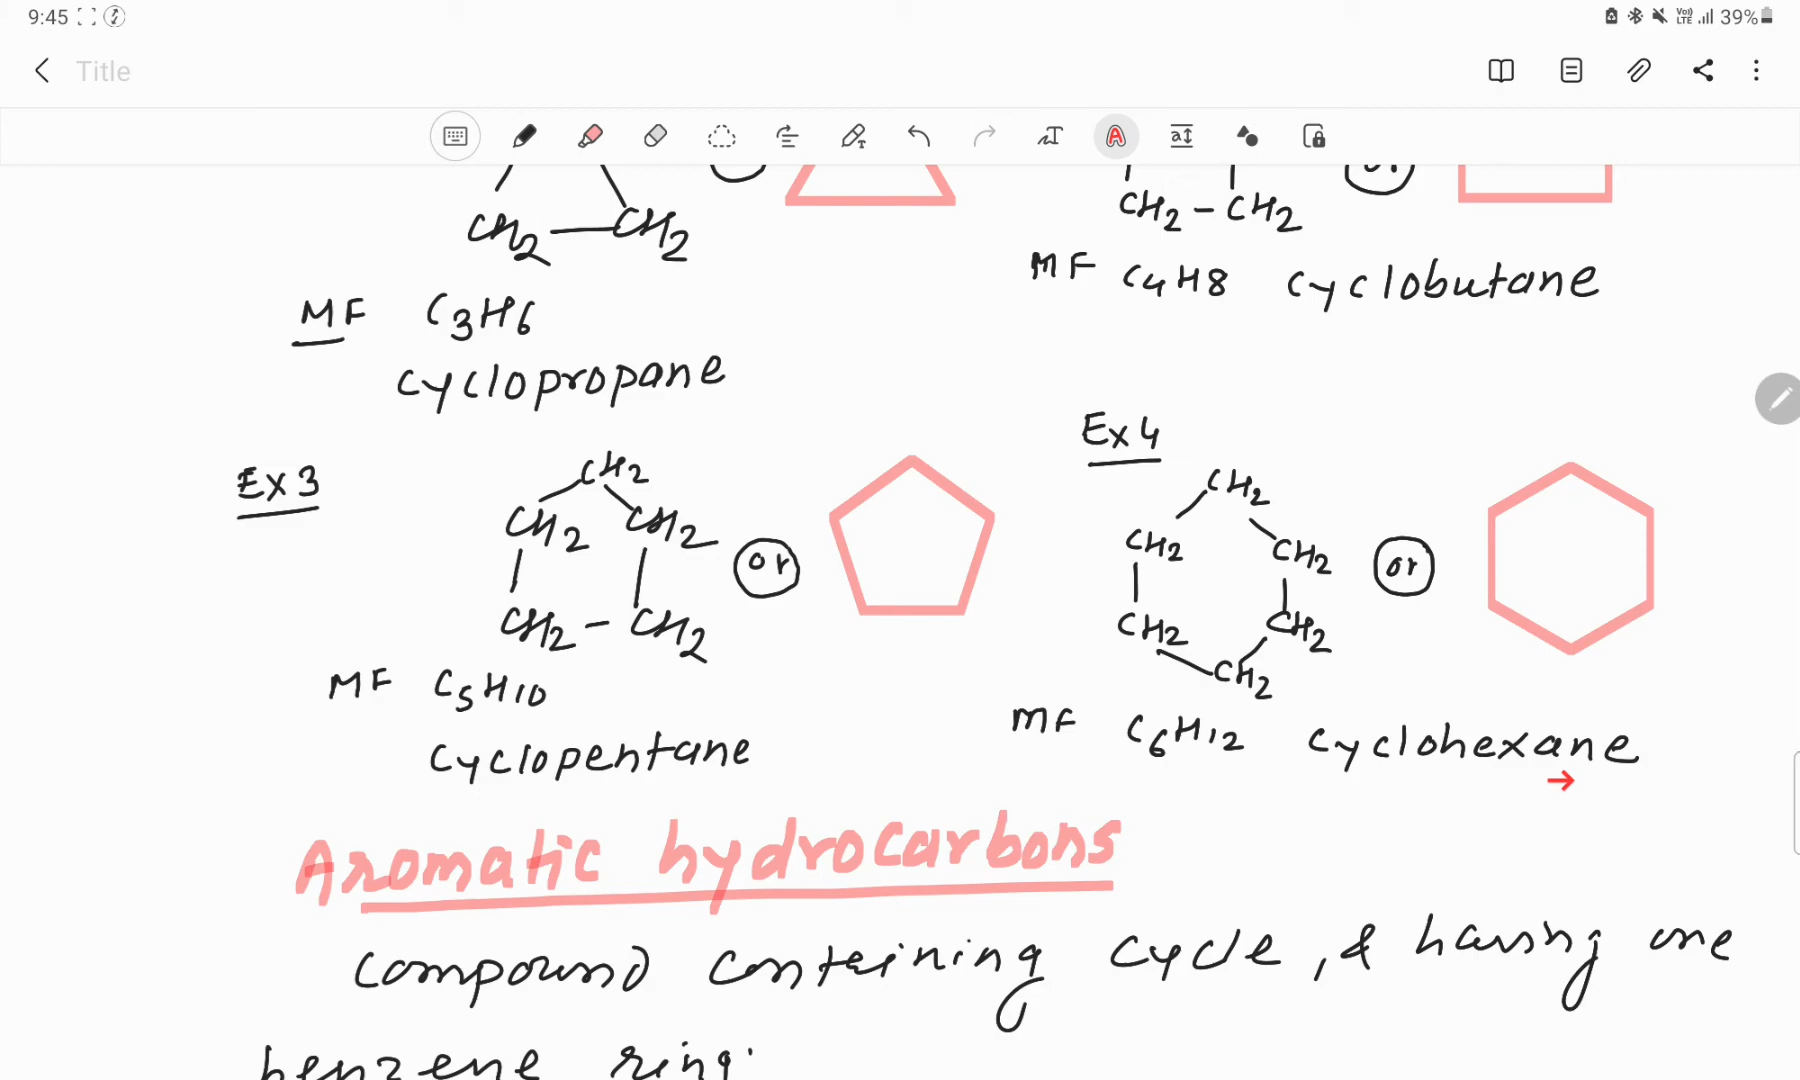 9:45 39%
Title
CH2 CH2
CH2 - CH2 or
MF C3H6
cyclopropane
MF C4H8 cyclobutane
Ex 3
CH2
CH2 CH2 or
CH2 - CH2
MF C5H10
cyclopentane
Ex 4
CH2
CH2 CH2 or
CH2 CH2
CH2
MF C6H12 cyclohexane
Aromatic hydrocarbons
compound containing cycle, & having one
benzene ring.